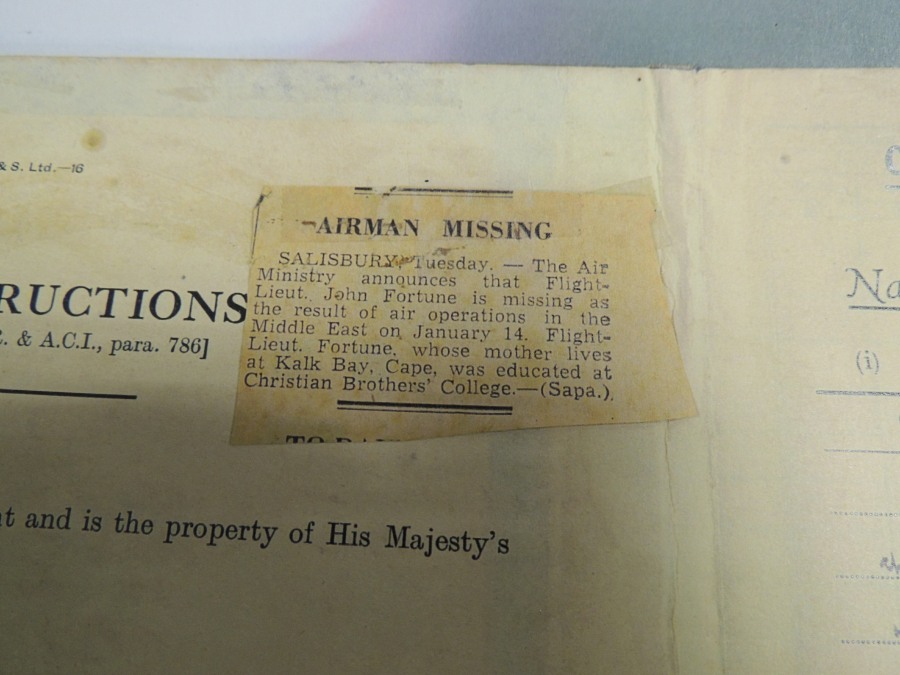 & S. Ltd.—16
AIRMAN MISSING
SALISBURY, Tuesday. — The Air
Ministry announces that Flight-
Lieut. John Fortune is missing as
the result of air operations in the
Middle East on January 14. Flight-
Lieut. Fortune, whose mother lives
at Kalk Bay, Cape, was educated at
Christian Brothers' College.—(Sapa.)
RUCTIONS
. & A.C.I., para. 786]
and is the property of His Majesty's
(i)